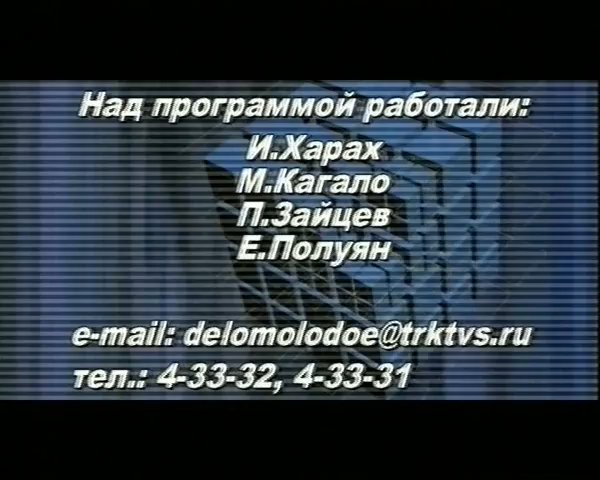 Над программой работали:
И.Харах
М.Кагало
П.Зайцев
Е.Полуян
e-mail: delomolodoe@trktvs.ru
тел.: 4-33-32, 4-33-31